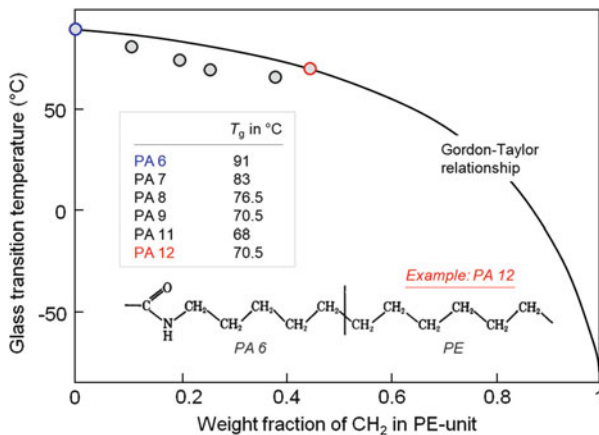 Glass transition temperature (°C)
50
0
-50
Tg in °C
PA 6 91
PA 7 83
PA 8 76.5
PA 9 70.5
PA 11 68
PA 12 70.5
Gordon-Taylor
relationship
Example: PA 12
O
C CH₂ CH₂ CH₂ CH₂ CH₂ CH₂
N CH₂ CH₂ CH₂ CH₂ CH₂
H
PA 6 PE
0 0.2 0.4 0.6 0.8 1
Weight fraction of CH₂ in PE-unit